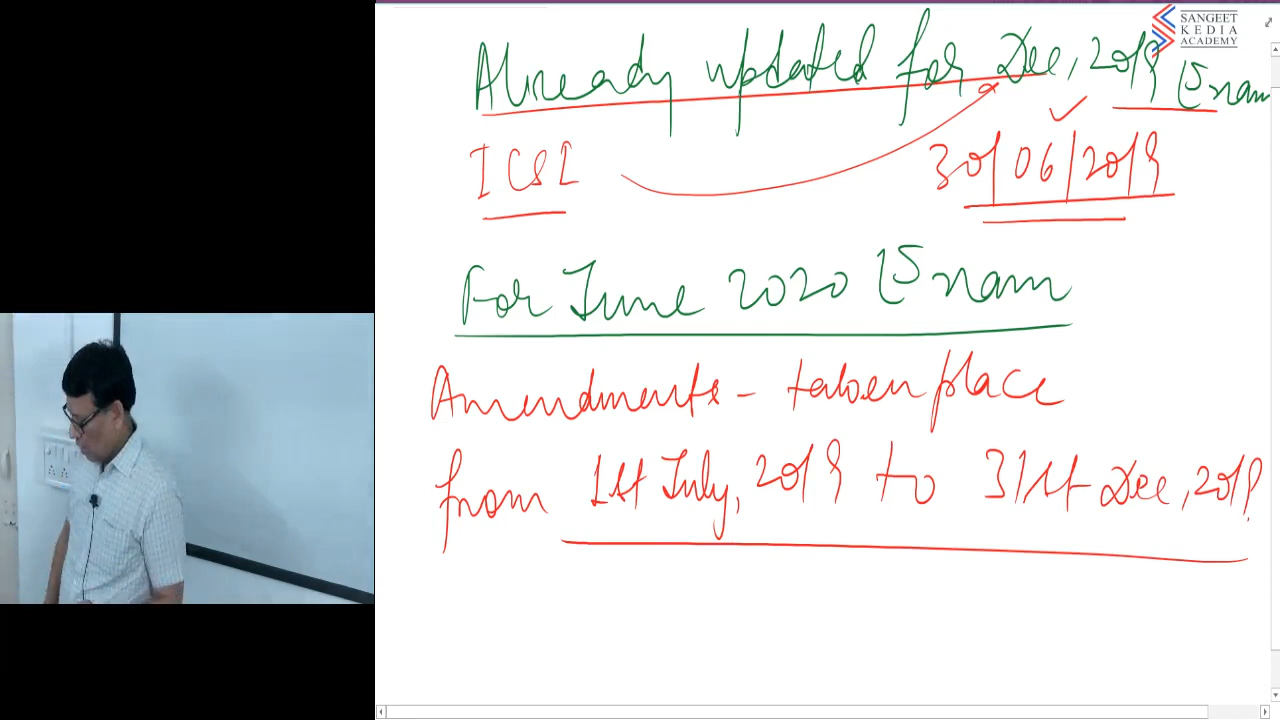 SANGEET
KEDIA
ACADEMY
Already updated for Dec, 2019 Exam
ICSI 30/06/2019
For June 2020 Exam
Amendments - taken place
from 1st July, 2019 to 31st Dec, 2019